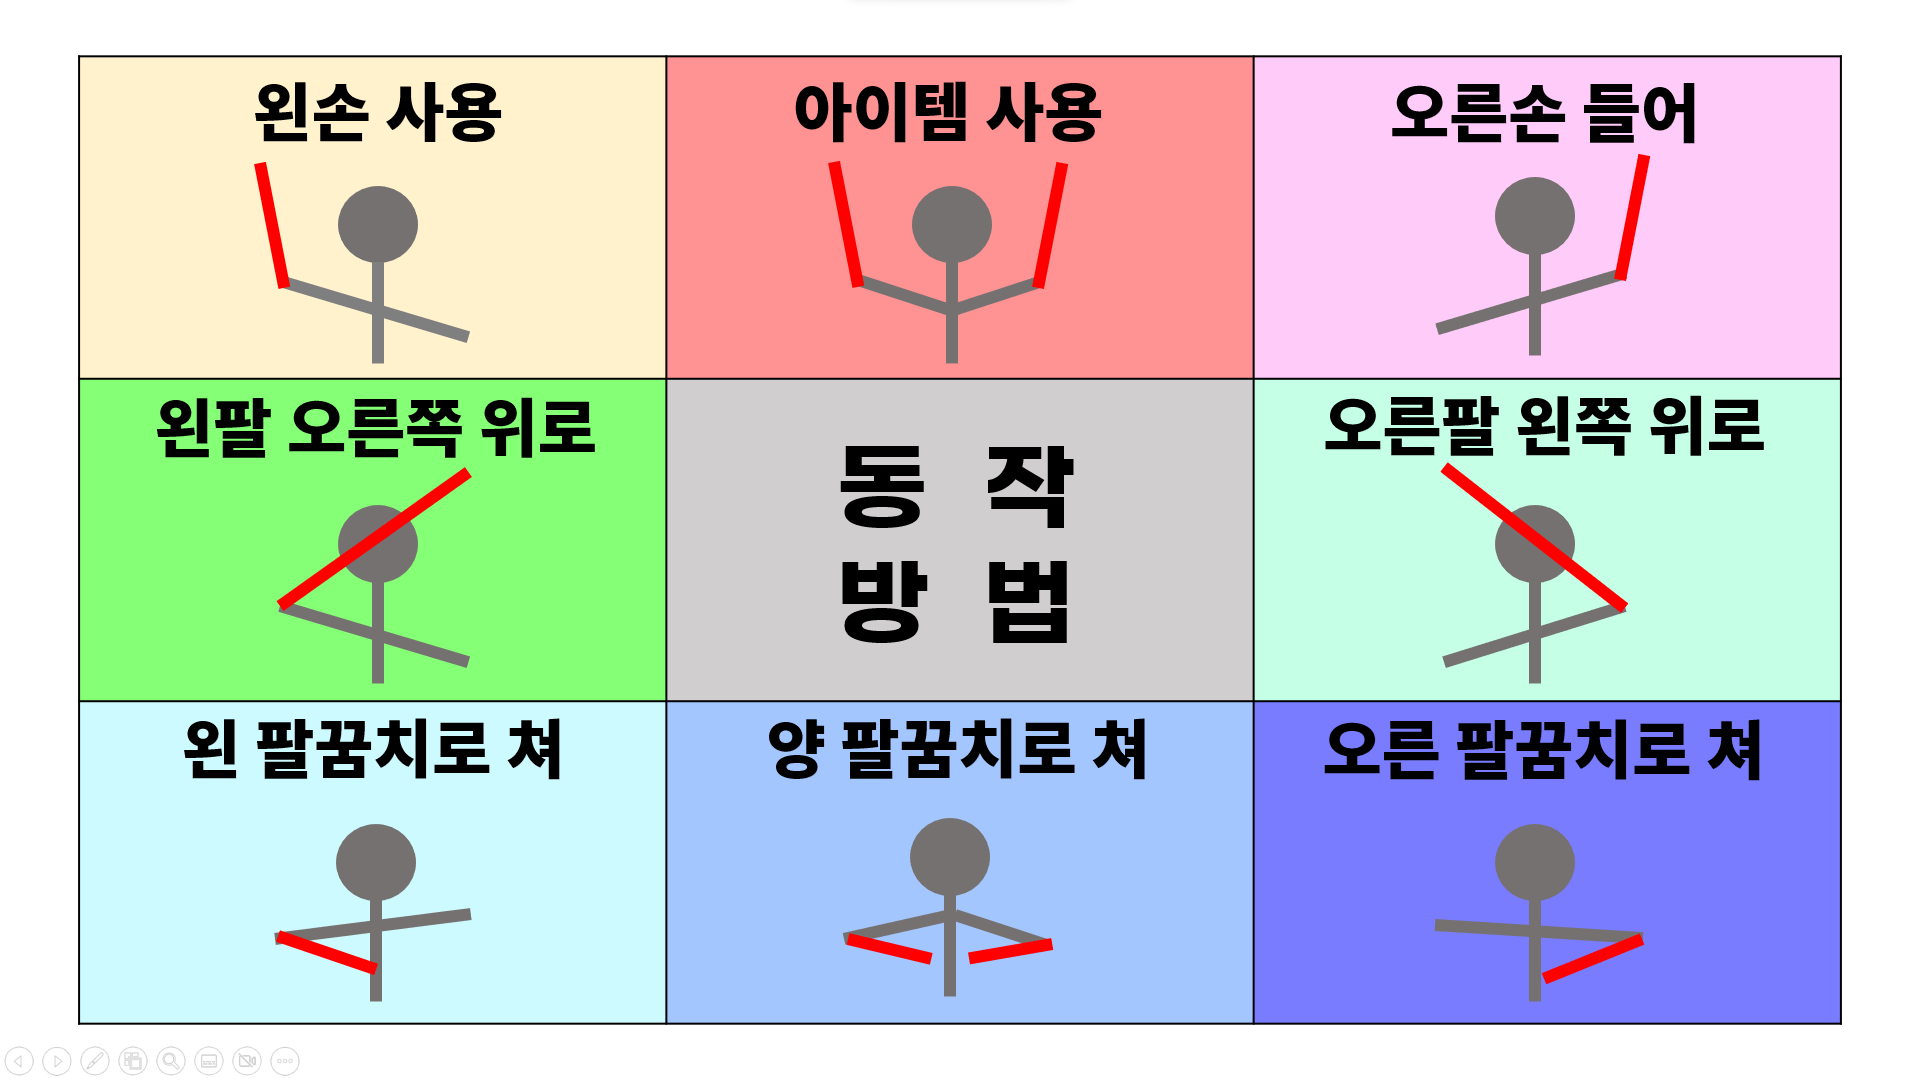 왼손 사용
아이템 사용
오른손 들어
왼팔 오른쪽 위로
동 작
방 법
오른팔 왼쪽 위로
왼 팔꿈치로 쳐
양 팔꿈치로 쳐
오른 팔꿈치로 쳐